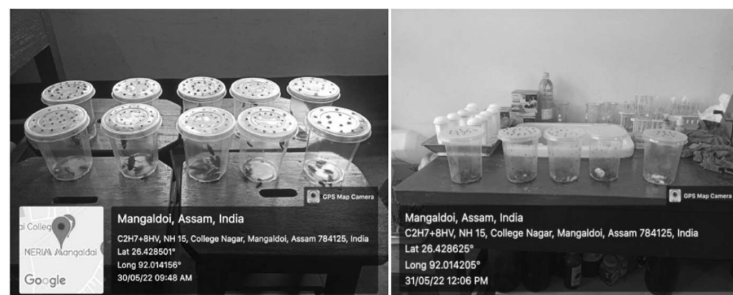 GPS Map Camera
Mangaldoi, Assam, India
C2H7+8HV, NH 15, College Nagar, Mangaldoi, Assam 784125, India
Lat 26.428501°
Long 92.014156°
30/05/22 09:48 AM
ai College
NERIM Mangaldai
Google
GPS Map Camera
Mangaldoi, Assam, India
C2H7+8HV, NH 15, College Nagar, Mangaldoi, Assam 784125, India
Lat 26.428625°
Long 92.014205°
31/05/22 12:06 PM